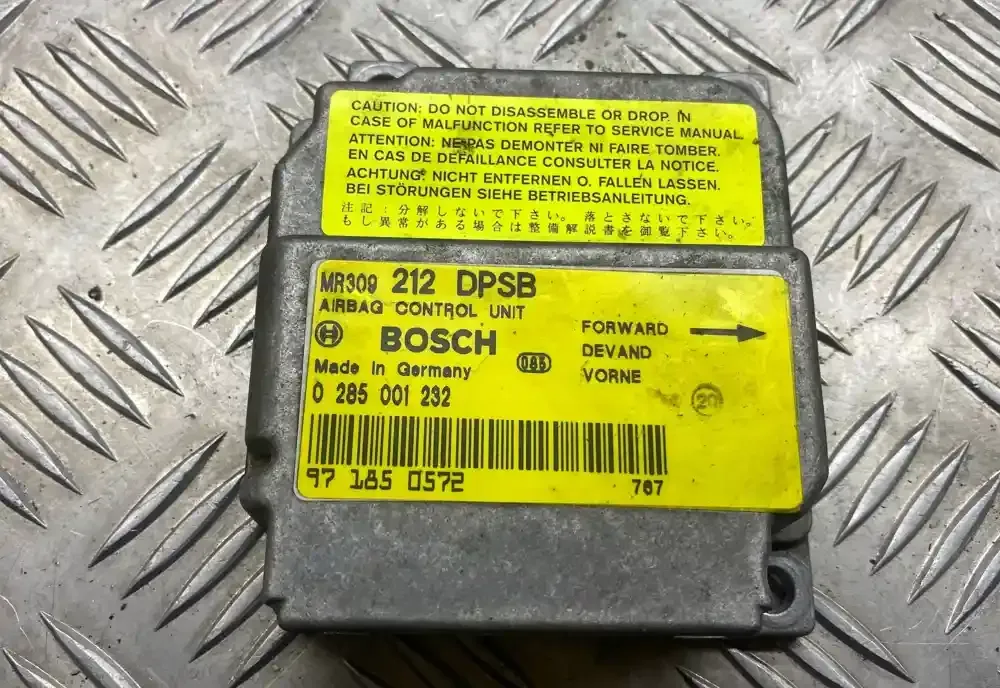 CAUTION: DO NOT DISASSEMBLE OR DROP. IN
CASE OF MALFUNCTION REFER TO SERVICE MANUAL.
ATTENTION: NE PAS DEMONTER NI FAIRE TOMBER.
EN CAS DE DEFAILLANCE CONSULTER LA NOTICE.
ACHTUNG: NICHT ENTFERNEN O. FALLEN LASSEN.
BEI STÖRUNGEN SIEHE BETRIEBSANLEITUNG.
注記:分解しないで下さい。落とさないで下さい。
もし異常がある場合は整備解説書を御覧下さい。
MR309 212 DPSB
AIRBAG CONTROL UNIT
BOSCH
085
Made in Germany
0 285 001 232
FORWARD
DEVAND
VORNE
20
97 185 0572
767